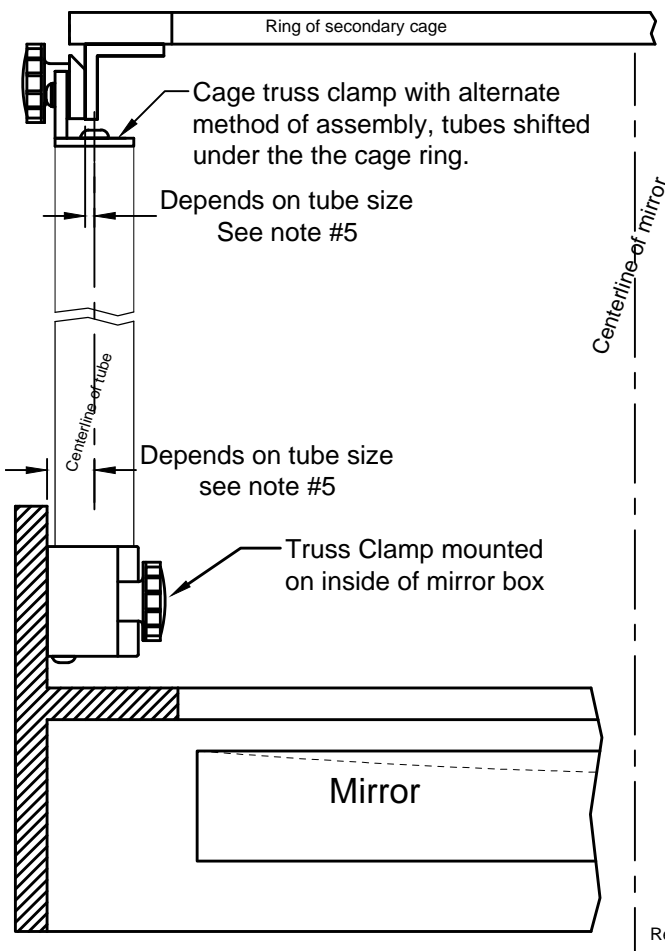 Ring of secondary cage
Cage truss clamp with alternate
method of assembly, tubes shifted
under the the cage ring.
Depends on tube size
See note #5
Centerline of mirror
Centerline of tube
Depends on tube size
see note #5
Truss Clamp mounted
on inside of mirror box
Mirror